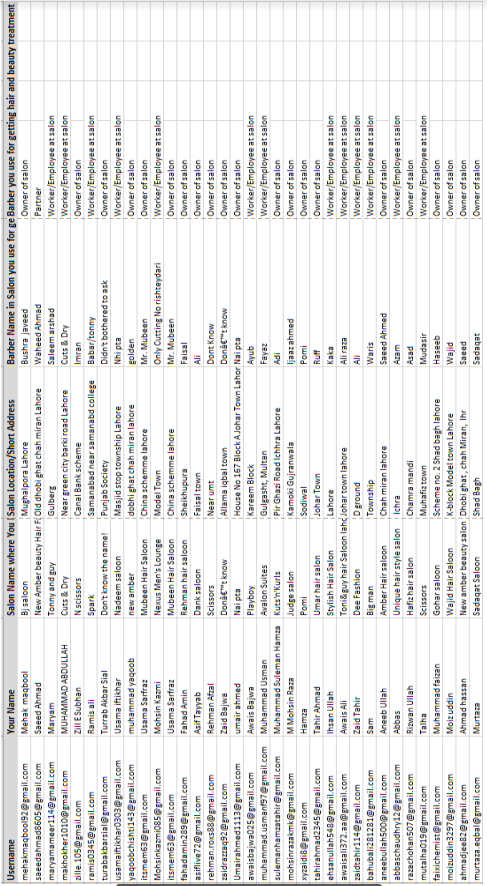 Username Your Name Salon Name where You Salon Location/Short Address Barber Name in Salon you use for ge Barber you use for getting hair and beauty treatment
mehakmaqbool92@gmail.com Mehak maqbool Bj saloon Mughalpora Lahore Bushra javeed Owner of salon
saeedahmad8605@gmail.com Saeed Ahmad New Amber beauty Hair F Old dhobi ghat chah miran Lahore Waheed Ahmad Partner
maryamameer114@gmail.com Maryam Tonny and guy Gulberg Saleem arshad Worker/Employee at salon
makhokher1010@gmail.com MUHAMMAD ABDULLAH Cuts & Dry Near green city barki road Lahore Cuts & Dry Worker/Employee at salon
zilla.105@gmail.com Zill E Subhan N scissors Canal Bank scheme Imran Owner of salon
ramis0345@gmail.com Ramis ali Spark Samanabad near samanabd college Babar/tonny Worker/Employee at salon
turabakbarsial@gmail.com Turrab Akbar Sial Don't know the name! Punjab Society Didn't bothered to ask Owner of salon
usamaiftikhar0303@gmail.com Usama iftikhar Nadeem saloon Masjid stop township Lahore Nhi pta Worker/Employee at salon
yaqoobchishti143@gmail.com muhammad yaqoob new amber dobhi ghat chah miran lahore golden Worker/Employee at salon
itsmem63@gmail.com Usama Sarfraz Mubeen Hair Saloon China schemme lahore Mr. Mubeen Owner of salon
Mohsinkazmi085@gmail.com Mohsin Kazmi Nexus Men's Lounge Model Town Only Cutting No rishteydari Worker/Employee at salon
itsmem63@gmail.com Usama Sarfraz Mubeen Hair Saloon China schemme lahore Mr. Mubeen Owner of salon
Fahadamin289@gmail.com Fahad Amin Rehman hair saloon Sheikhupura Faisal Owner of salon
asiffive72@gmail.com Asif Tayyab Dank saloon Faisal town Ali Owner of salon
rehman.ross88@gmail.com Rehman Afzal Scissors Near umt Dont Know Owner of salon
Zain Bajwa Donâ€™t know Allama iqbal town Donâ€™t know Owner of salon
Umairahmad1113@gmail.com umair ahmed Nai pta House No 167 Block A Johar Town Lahor Nai pta Owner of salon
awaisbajwa025@gmail.com Awais Bajwa Playboy Kareem Block Ayub Worker/Employee at salon
muhammad.usmanf97@gmail.com Muhammad Usman Avalon Suites Gulgasht, Multan Fayaz Worker/Employee at salon
sulemanhamzatahir@gmail.com Muhammad Suleman Hamza Kuts'n'Kurls Pir Ghazi Road Ichhra Lahore Adi Worker/Employee at salon
mohsinrazakmk@gmail.com M Mohsin Raza Judge salon Kamoki Gujranwala Ijaaz ahmed Owner of salon
syzaidi8@gmail.com Hamza Pomi Sodiwal Pomi Owner of salon
tahirahmad2345@gmail.com Tahir Ahmad Umar hair salon Johar Town Ruff Owner of salon
ehsanullah548@gmail.com Ihsan Ullah Stylish Hair Salon Lahore Kaka Worker/Employee at salon
awaisali372.aa@gmail.com Awais Ali Toni&guy hair Saloon lahc Johar town lahore Ali raza Worker/Employee at salon
zaidtahir114@gmail.com Zaid Tahir Dee Fashion D ground Ali Owner of salon
bahubali281281@gmail.com Sam Big man Township Waris Worker/Employee at salon
aneebullah500@gmail.com Aneeb Ullah Amber Hair saloon Chah miran lahore Saeed Ahmed Owner of salon
abbaschaudhry12@gmail.com Abbas Unique hair style salon Ichra Azam Worker/Employee at salon
razachohan507@gmail.com Rizwan Ullah Hafiz hair salon Chamra mandi Asad Owner of salon
mutalha019@gmail.com Talha Scissors Muhafiz town Mudasir Worker/Employee at salon
faixichemist@gmail.com Muhammad faizan Gohar saloon Scheme no. 2 Shad bagh lahore Haseeb Owner of salon
moizuddin3297@gmail.com Moiz uddin Wajid Hair Saloon K-block Model town Lahore Wajid Owner of salon
ahmadjee862@gmail.com Ahmad hassan New amber beauty salon Dhobi ghat, chah Miran, lhr Saeed Owner of salon
murtaza.eqbal@gmail.com Murtaza Sadaqat Saloon Shad Bagh Sadaqat Owner of salon